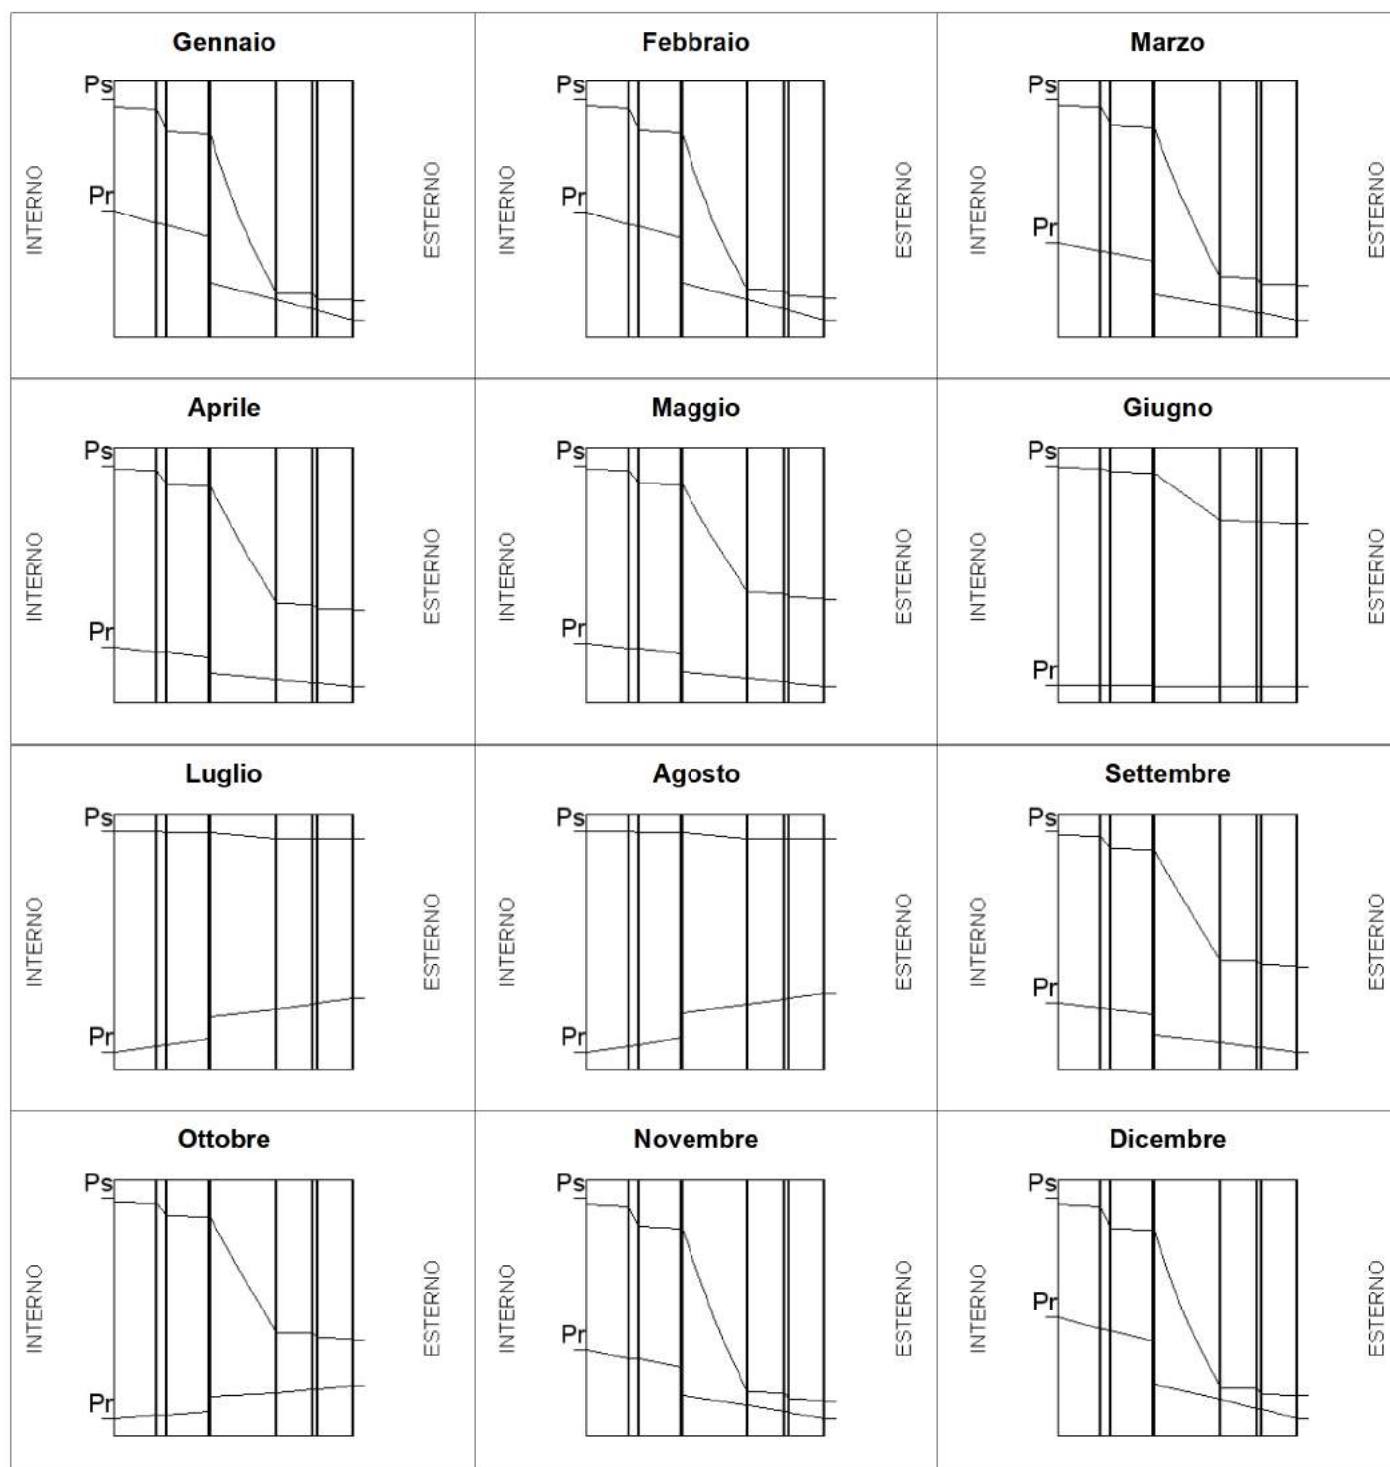 Gennaio
Ps
Pr
INTERNO
ESTERNO
Febbraio
Ps
Pr
INTERNO
ESTERNO
Marzo
Ps
Pr
INTERNO
ESTERNO
Aprile
Ps
Pr
INTERNO
ESTERNO
Maggio
Ps
Pr
INTERNO
ESTERNO
Giugno
Ps
Pr
INTERNO
ESTERNO
Luglio
Ps
Pr
INTERNO
ESTERNO
Agosto
Ps
Pr
INTERNO
ESTERNO
Settembre
Ps
Pr
INTERNO
ESTERNO
Ottobre
Ps
Pr
INTERNO
ESTERNO
Novembre
Ps
Pr
INTERNO
ESTERNO
Dicembre
Ps
Pr
INTERNO
ESTERNO